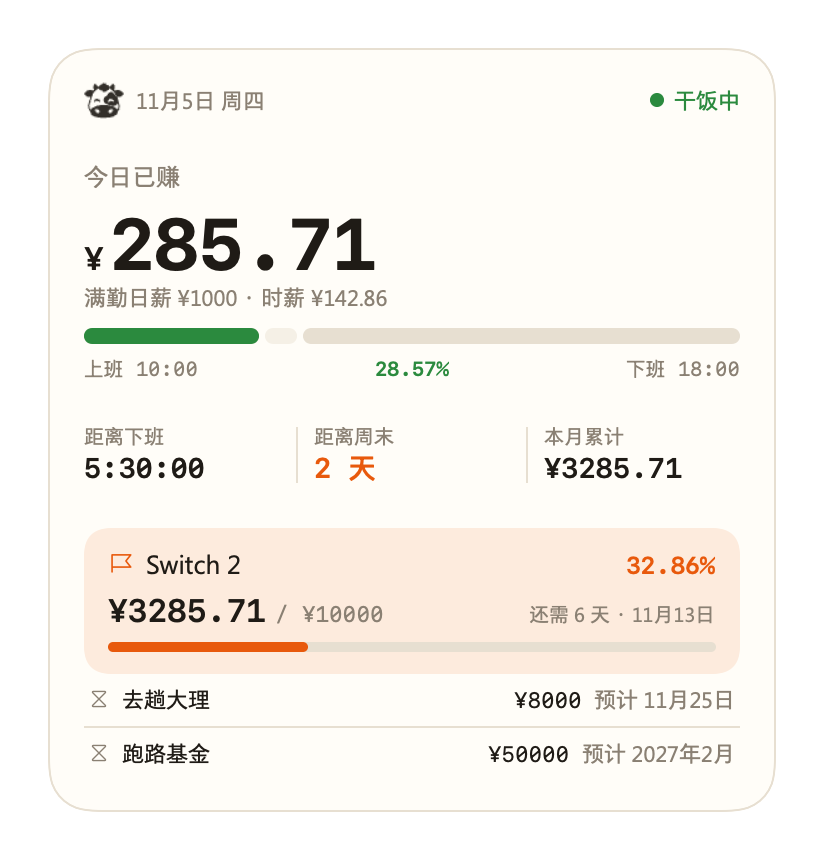 11月5日 周四
干饭中
今日已赚
¥285.71
满勤日薪 ¥1000 · 时薪 ¥142.86
上班 10:00
28.57%
下班 18:00
距离下班
5:30:00
距离周末
2 天
本月累计
¥3285.71
Switch 2
32.86%
¥3285.71 / ¥10000
还需 6 天 · 11月13日
去趟大理
¥8000 预计 11月25日
跑路基金
¥50000 预计 2027年2月